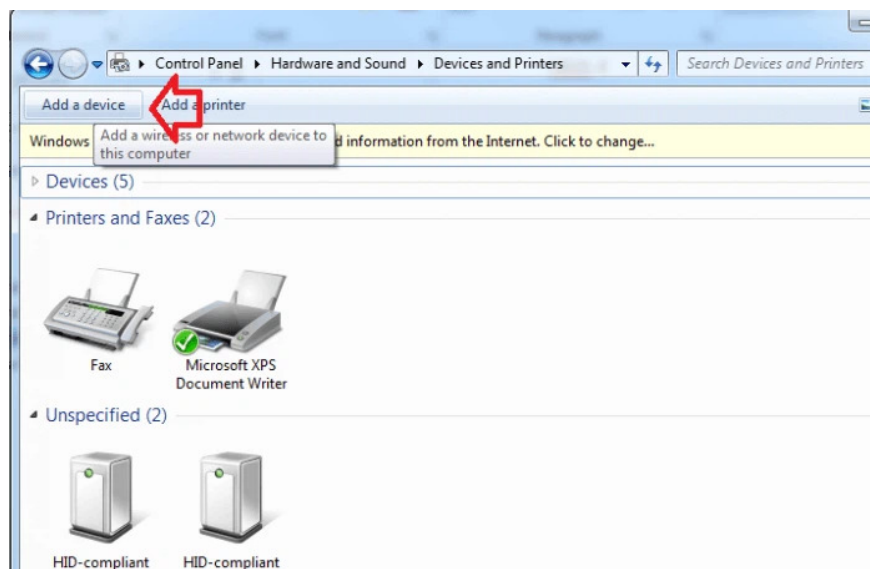 Control Panel Hardware and Sound Devices and Printers Search Devices and Printers
Add a device Add a printer
Windows d information from the Internet. Click to change...
Add a wireless or network device to
this computer
Devices (5)
Printers and Faxes (2)
Fax
Microsoft XPS
Document Writer
Unspecified (2)
HID-compliant HID-compliant